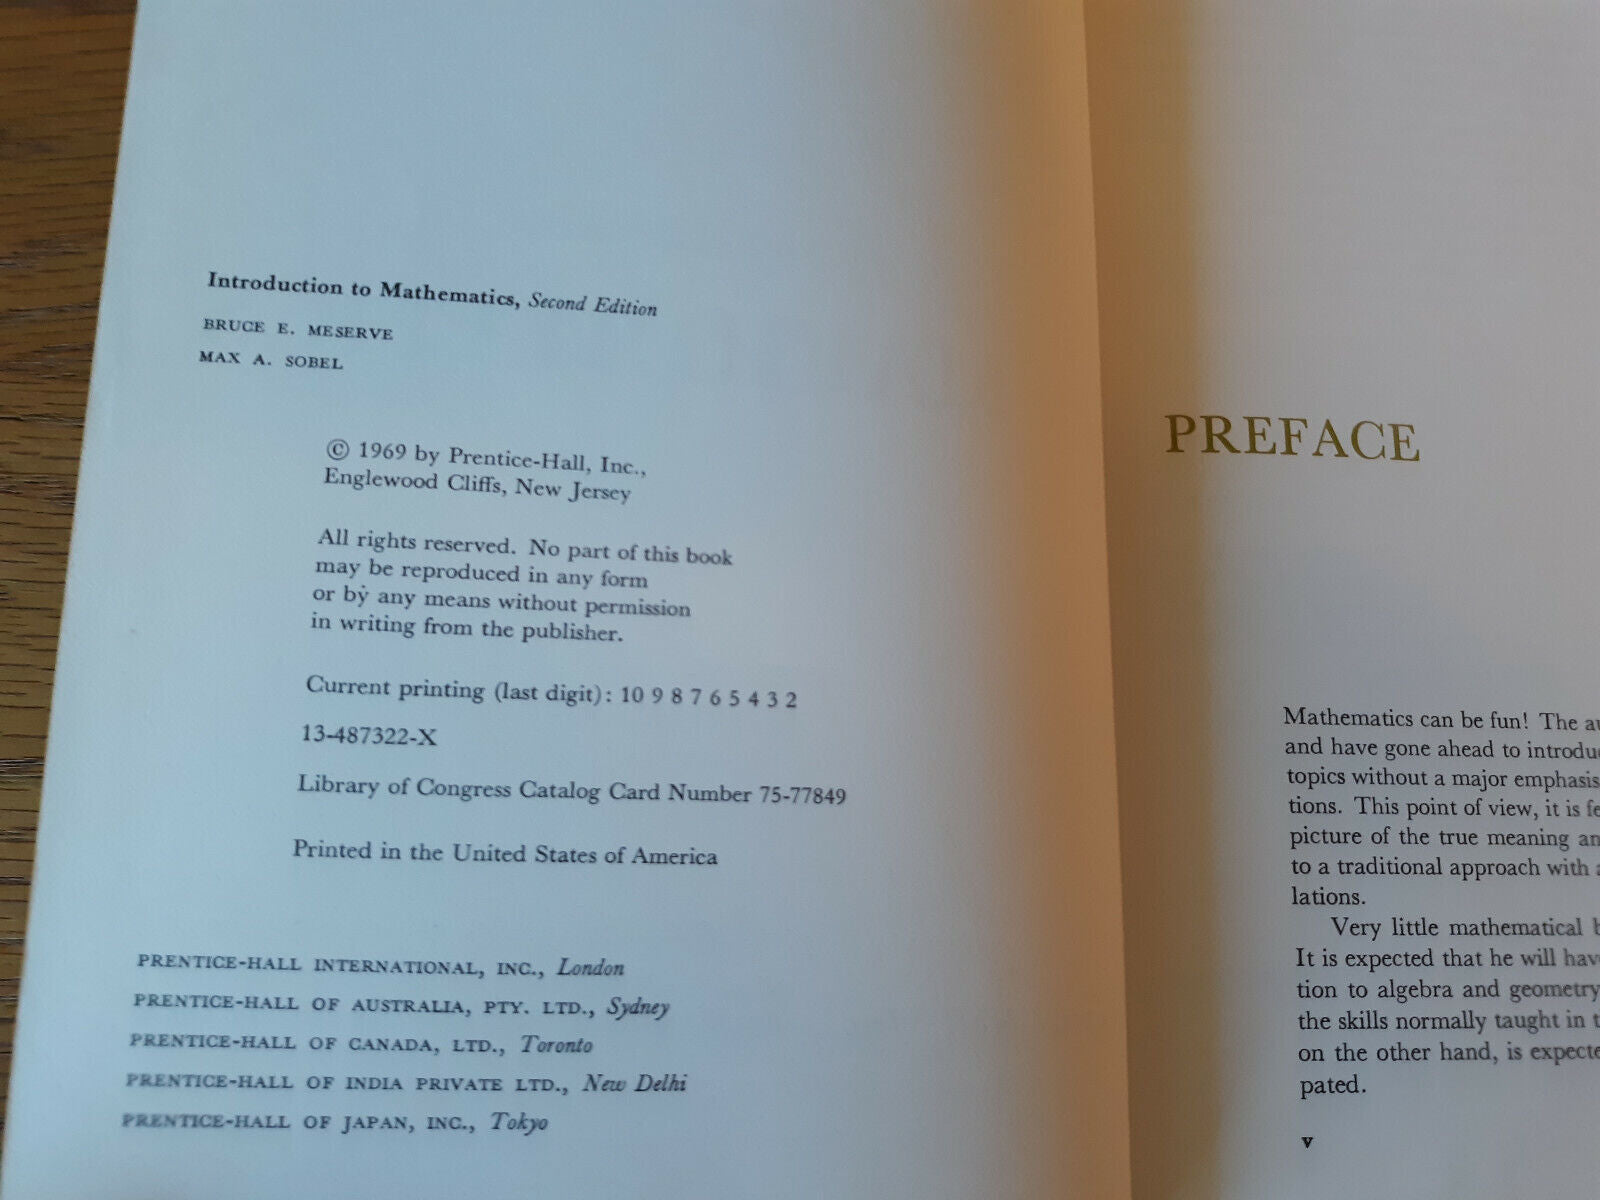 Introduction to Mathematics, Second Edition
BRUCE E. MESERVE
MAX A. SOBEL
© 1969 by Prentice-Hall, Inc.,
Englewood Cliffs, New Jersey
All rights reserved. No part of this book
may be reproduced in any form
or by any means without permission
in writing from the publisher.
Current printing (last digit): 10 9 8 7 6 5 4 3 2
13-487322-X
Library of Congress Catalog Card Number 75-77849
Printed in the United States of America
PRENTICE-HALL INTERNATIONAL, INC., London
PRENTICE-HALL OF AUSTRALIA, PTY. LTD., Sydney
PRENTICE-HALL OF CANADA, LTD., Toronto
PRENTICE-HALL OF INDIA PRIVATE LTD., New Delhi
PRENTICE-HALL OF JAPAN, INC., Tokyo
PREFACE
Mathematics can be fun! The
and have gone ahead to
topics without a major emphasis
tions. This point of view, it is
picture of the true meaning
to a traditional approach with
lations.
Very little mathematical
It is expected that he will have
tion to algebra and geometry
the skills normally taught in
on the other hand, is
pated.
v